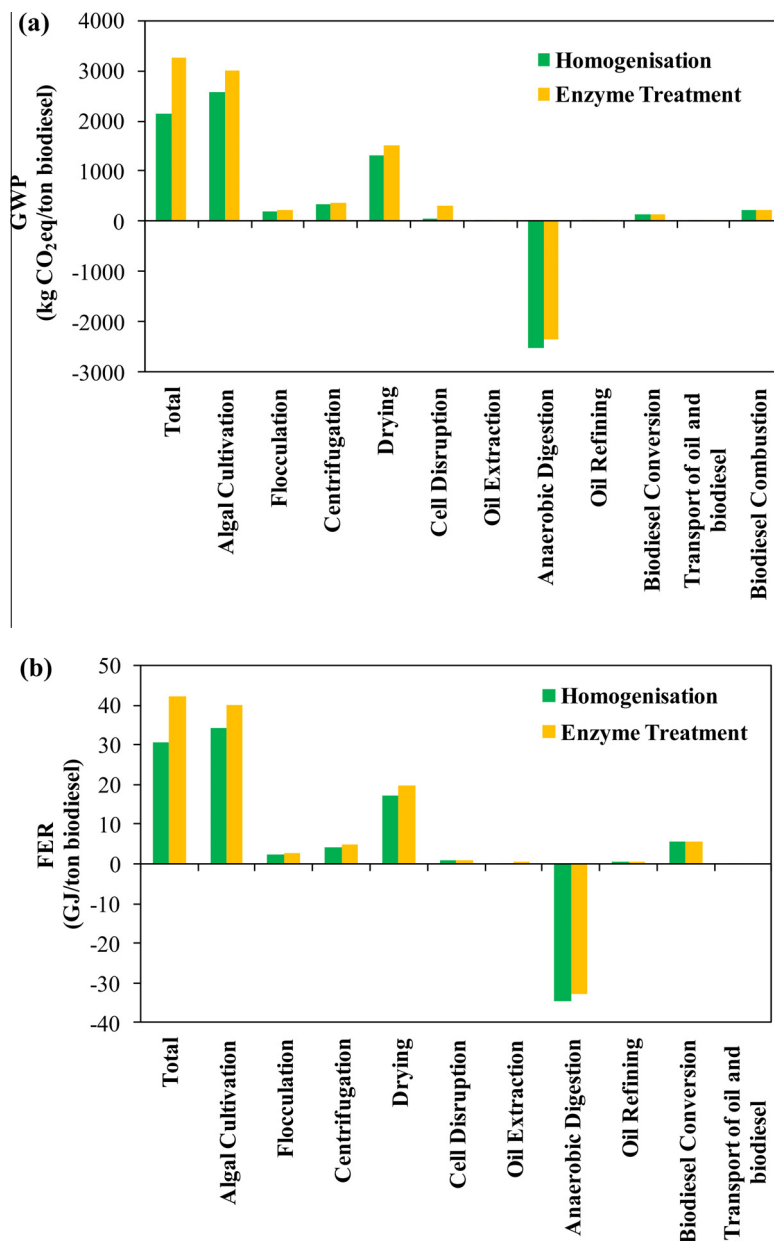 (a)
4000
3000
2000
1000
0
-1000
-2000
-3000
GWP
(kg CO₂eq/ton biodiesel)
Homogenisation
Enzyme Treatment
Total
Algal Cultivation
Flocculation
Centrifugation
Drying
Cell Disruption
Oil Extraction
Anaerobic Digestion
Oil Refining
Biodiesel Conversion
Transport of oil and
biodiesel
Biodiesel Combustion
(b)
50
40
30
20
10
0
-10
-20
-30
-40
FER
(GJ/ton biodiesel)
Homogenisation
Enzyme Treatment
Total
Algal Cultivation
Flocculation
Centrifugation
Drying
Cell Disruption
Oil Extraction
Anaerobic Digestion
Oil Refining
Biodiesel Conversion
Transport of oil and
biodiesel